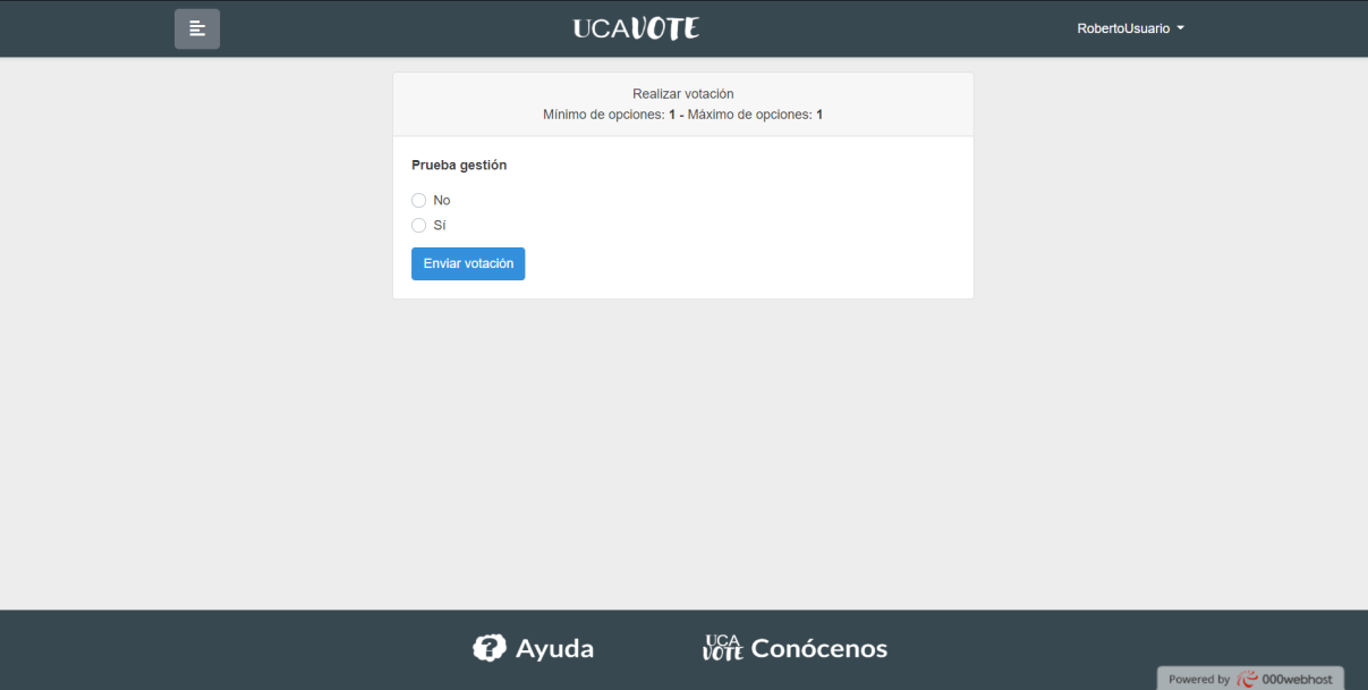 UCAVOTE
RobertoUsuario
Realizar votación
Mínimo de opciones: 1 - Máximo de opciones: 1
Prueba gestión
No
Sí
Enviar votación
Ayuda
UCA VOTE Conócenos
Powered by 000webhost